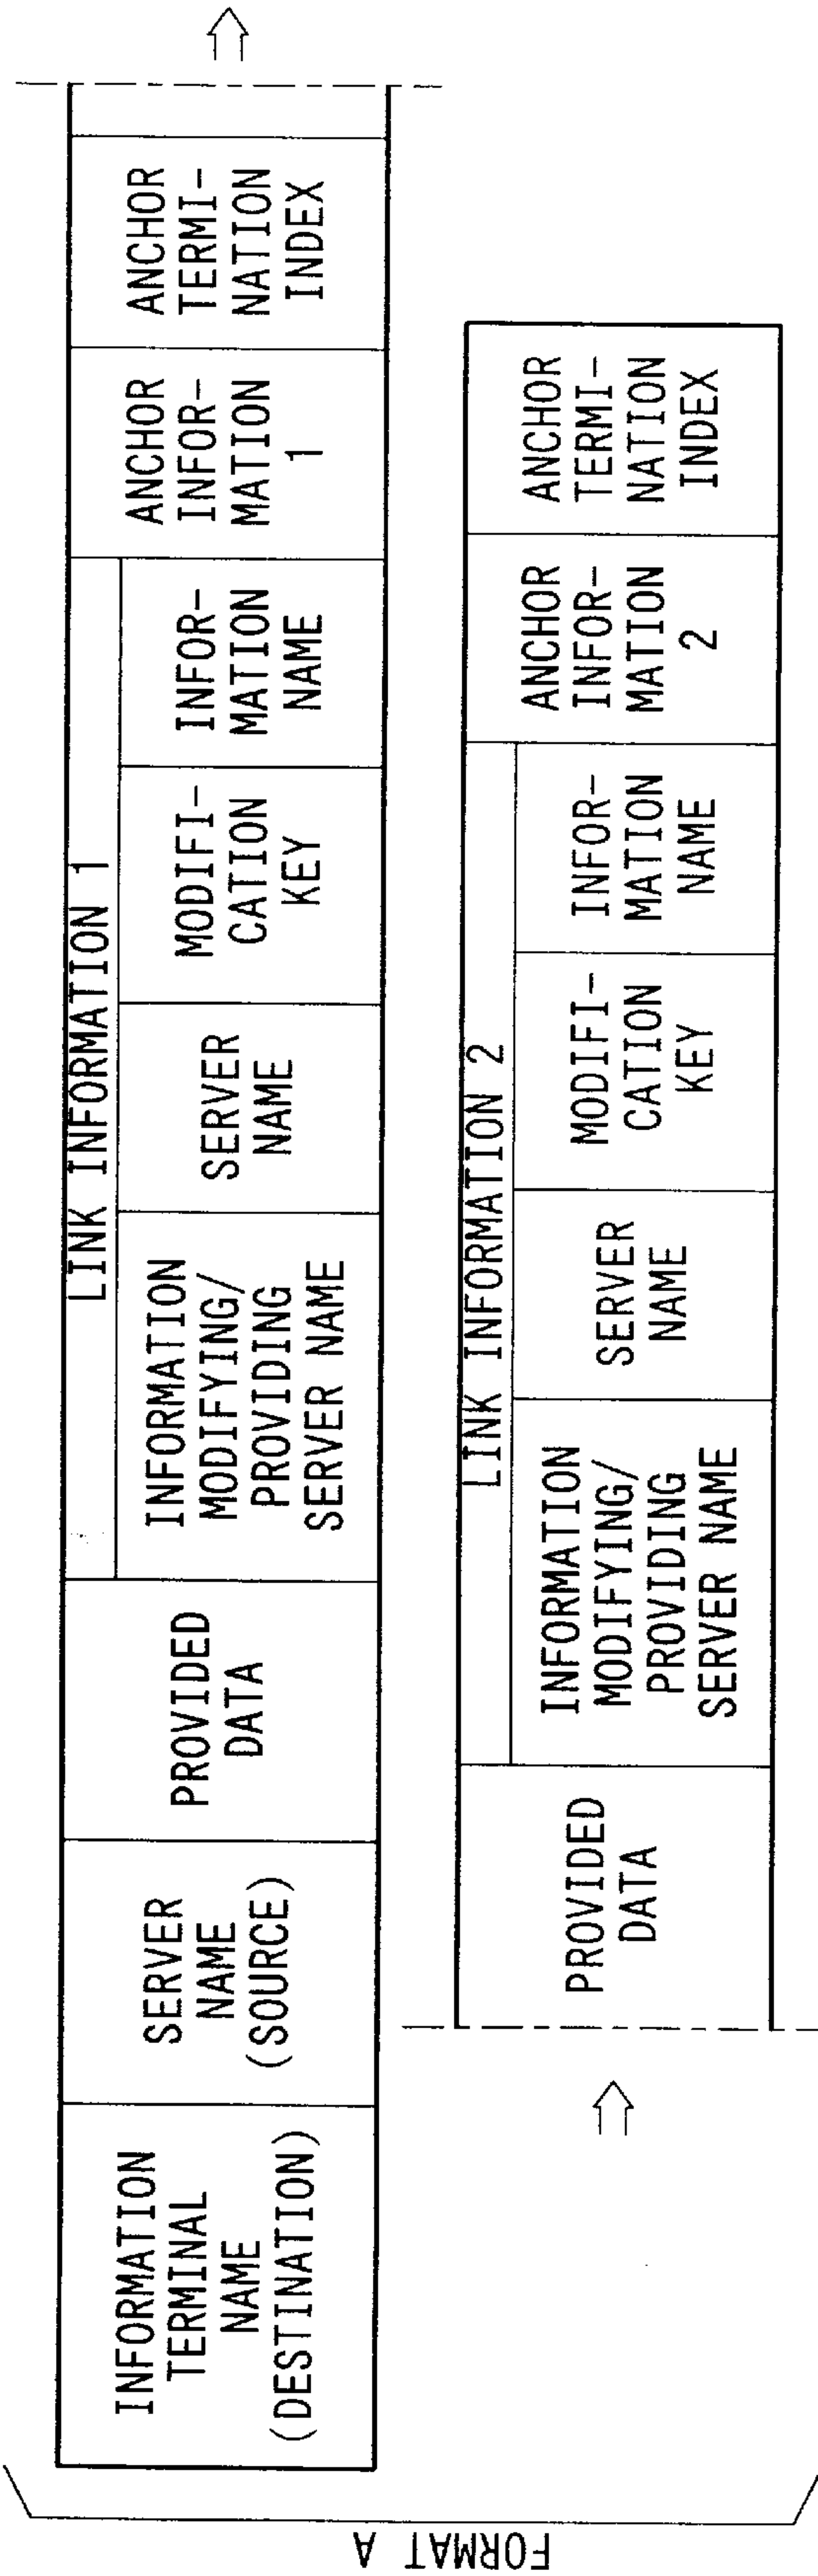 FORMAT A
INFORMATION
TERMINAL
NAME
(DESTINATION)
SERVER
NAME
(SOURCE)
PROVIDED
DATA
LINK INFORMATION 1
INFORMATION
MODIFYING/
PROVIDING
SERVER NAME
SERVER
NAME
MODIFI-
CATION
KEY
INFOR-
MATION
NAME
ANCHOR
INFOR-
MATION
1
ANCHOR
TERMI-
NATION
INDEX
PROVIDED
DATA
LINK INFORMATION 2
INFORMATION
MODIFYING/
PROVIDING
SERVER NAME
SERVER
NAME
MODIFI-
CATION
KEY
INFOR-
MATION
NAME
ANCHOR
INFOR-
MATION
2
ANCHOR
TERMI-
NATION
INDEX